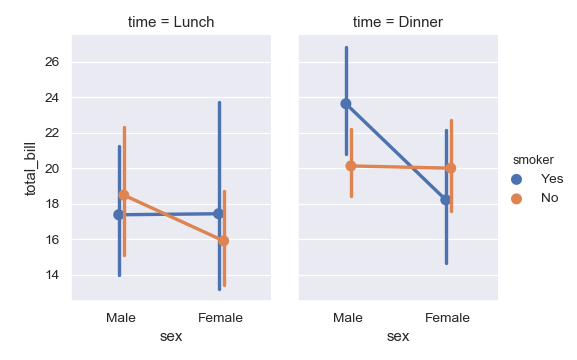 time = Lunch
time = Dinner
total_bill
26
24
22
20
18
16
14
Male
Female
Male
Female
sex
sex
smoker
Yes
No